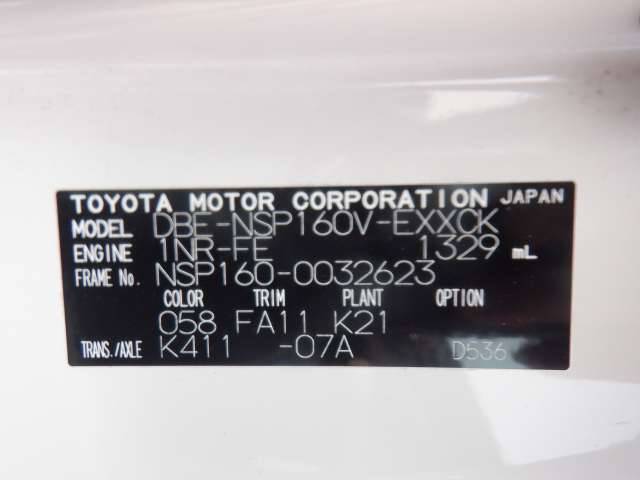 TOYOTA MOTOR CORPORATION JAPAN
MODEL DBE-NSP160V-EXXCK
ENGINE 1NR-FE 1329 mL
FRAME No. NSP160-0032623
COLOR TRIM PLANT OPTION
058 FA11 K21
TRANS./AXLE K411 -07A D536